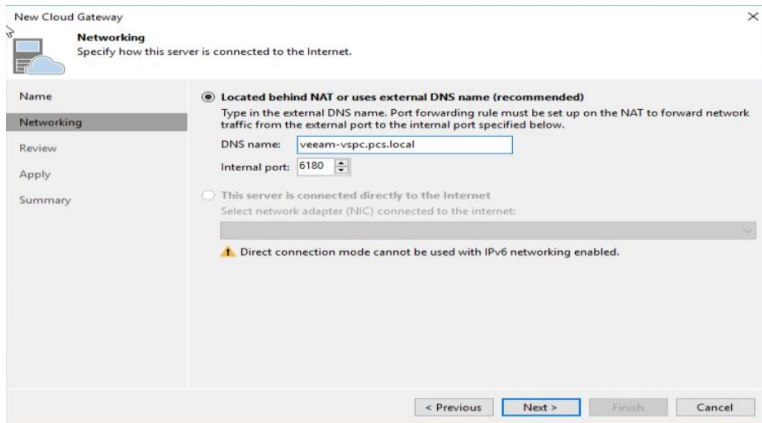 New Cloud Gateway
Networking
Specify how this server is connected to the Internet.
Name
Networking
Review
Apply
Summary
Located behind NAT or uses external DNS name (recommended)
Type in the external DNS name. Port forwarding rule must be set up on the NAT to forward network
traffic from the external port to the internal port specified below.
DNS name: veeam-vspc.pcs.local
Internal port: 6180
This server is connected directly to the Internet
Select network adapter (NIC) connected to the internet:
Direct connection mode cannot be used with IPv6 networking enabled.
< Previous Next > Finish Cancel